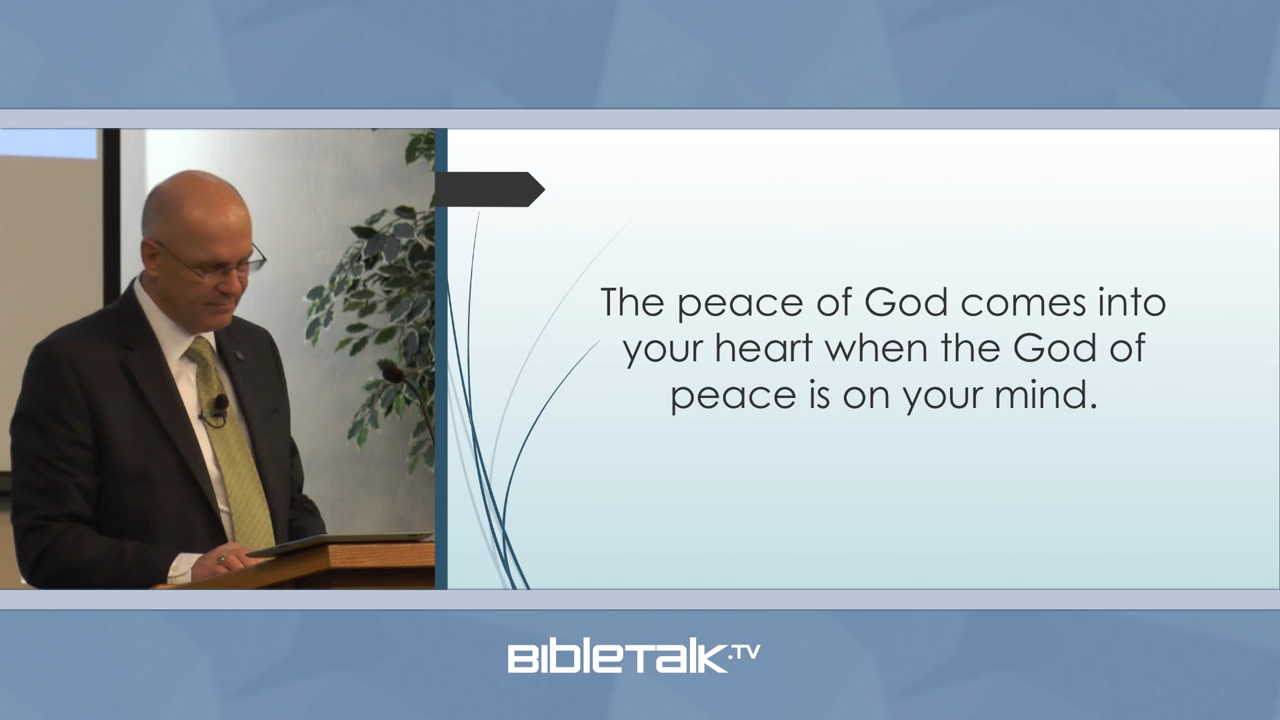 The peace of God comes into
your heart when the God of
peace is on your mind.
BibleTalk.TV